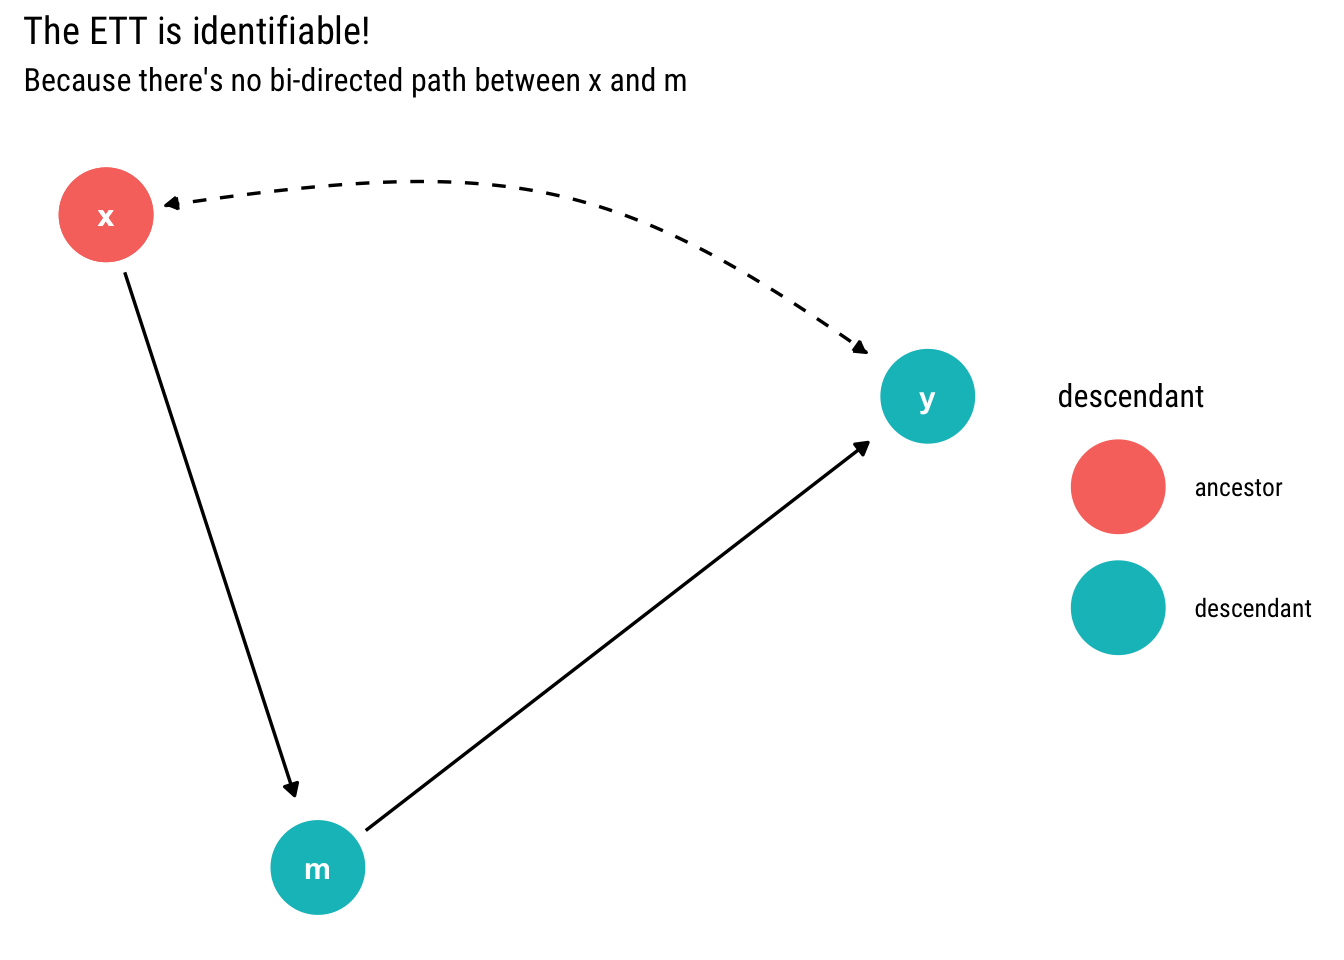 The ETT is identifiable!
Because there's no bi-directed path between x and m
x
y
m
descendant
ancestor
descendant